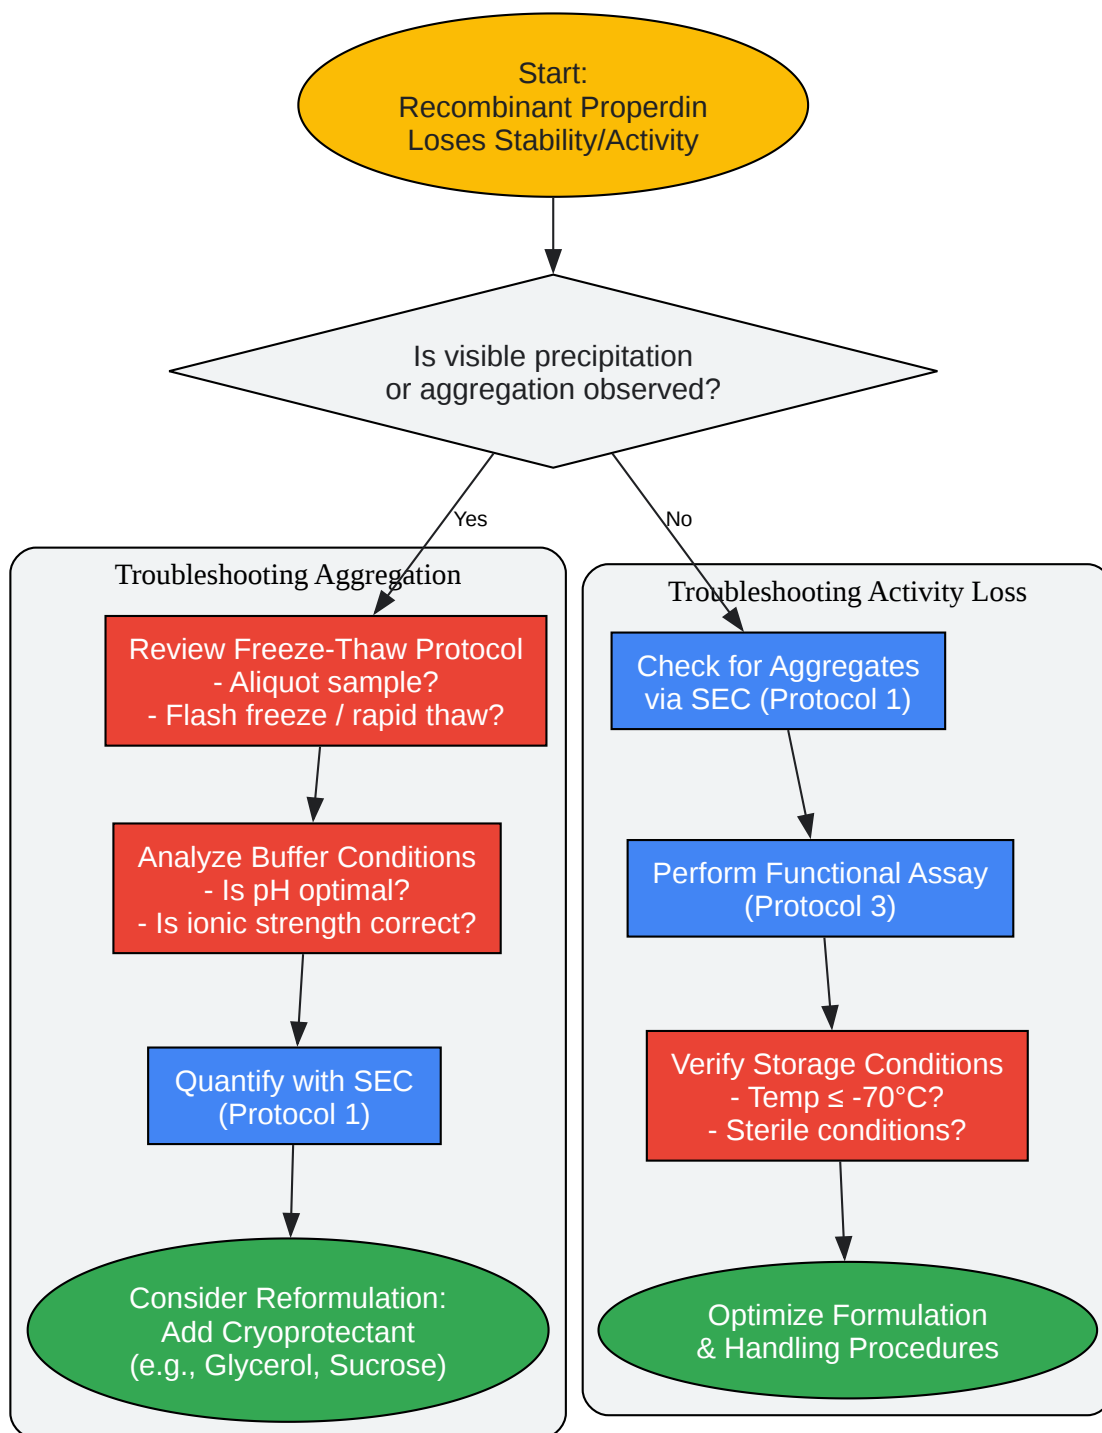 Start:
Recombinant Properdin
Loses Stability/Activity
Is visible precipitation
or aggregation observed?
Yes
No
Troubleshooting Aggregation
Review Freeze-Thaw Protocol
- Aliquot sample?
- Flash freeze / rapid thaw?
Analyze Buffer Conditions
- Is pH optimal?
- Is ionic strength correct?
Quantify with SEC
(Protocol 1)
Consider Reformulation:
Add Cryoprotectant
(e.g., Glycerol, Sucrose)
Troubleshooting Activity Loss
Check for Aggregates
via SEC (Protocol 1)
Perform Functional Assay
(Protocol 3)
Verify Storage Conditions
- Temp ≤ -70°C?
- Sterile conditions?
Optimize Formulation
& Handling Procedures